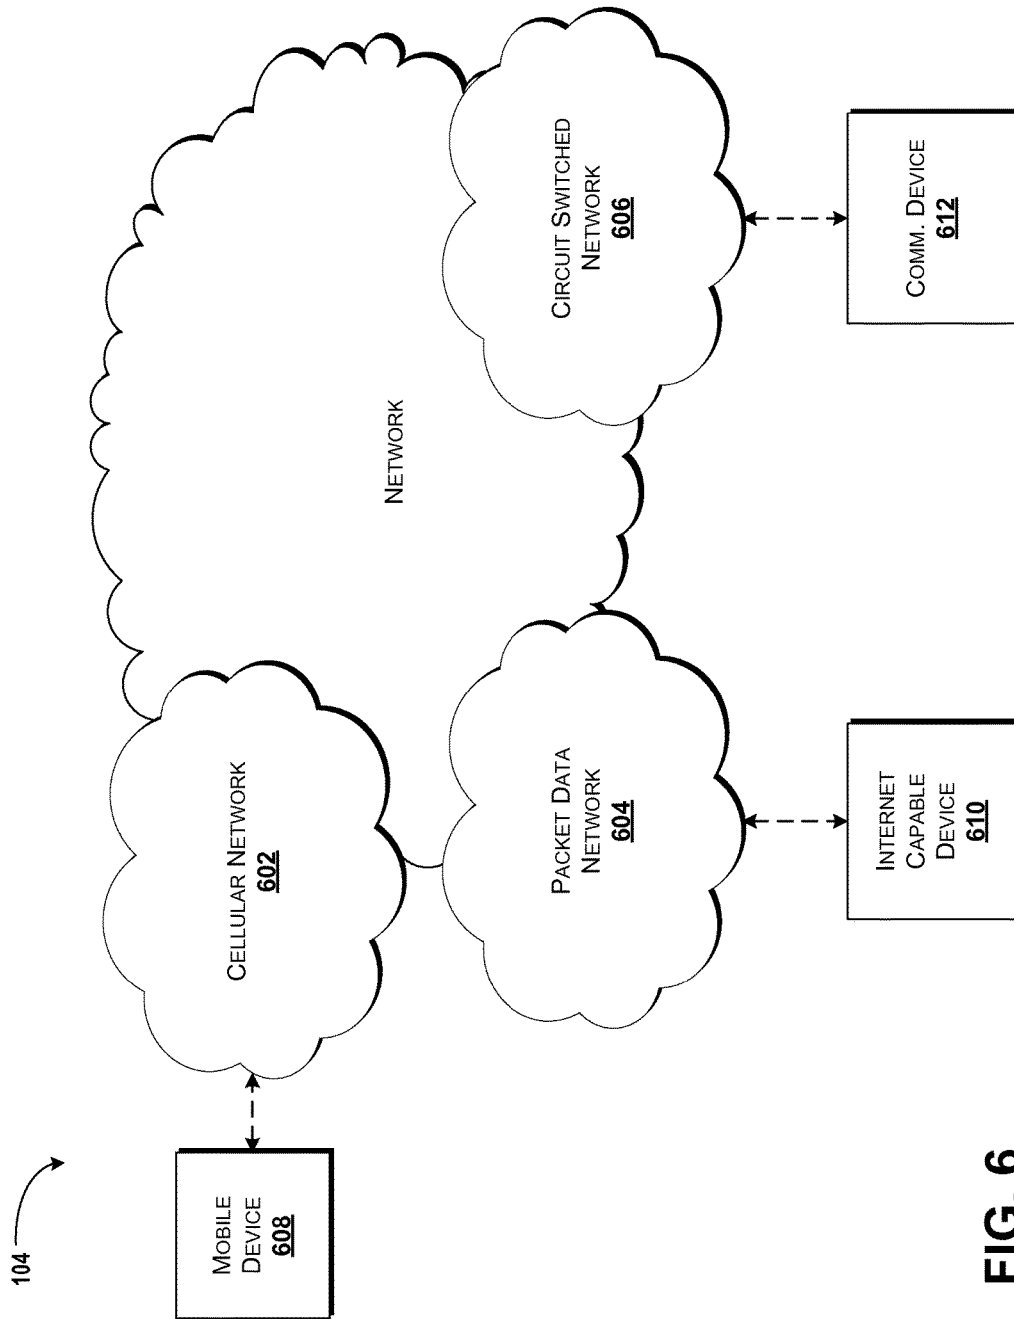 104
MOBILE
DEVICE
608
CELLULAR NETWORK
602
NETWORK
PACKET DATA
NETWORK
604
CIRCUIT SWITCHED
NETWORK
606
INTERNET
CAPABLE
DEVICE
610
COMM. DEVICE
612
FIG. 6